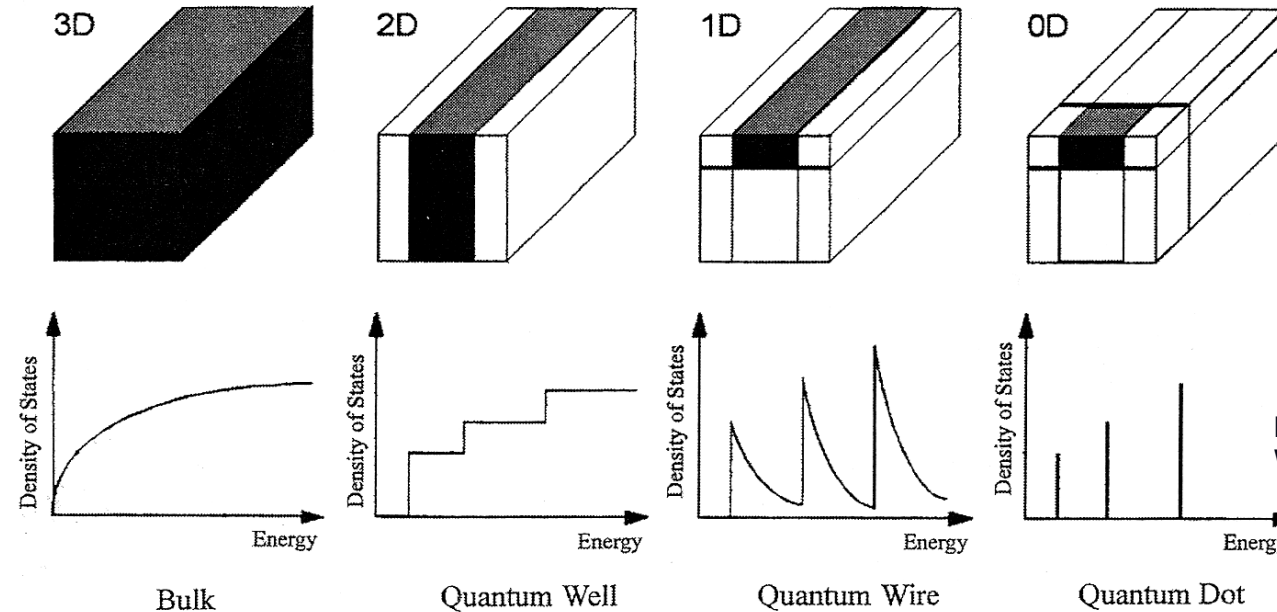 3D
2D
1D
0D
Density of States
Energy
Density of States
Energy
Density of States
Energy
Density of States
Energy
Bulk
Quantum Well
Quantum Wire
Quantum Dot